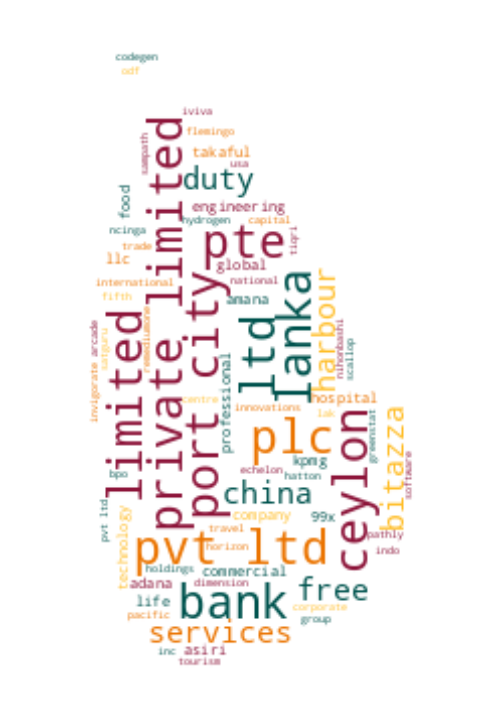 codegen
odf
iviva
flemingo
sampath
takaful
usa
private limited
duty
food
engineering
hydrogen
capital
ncinga
pte
tiqri
trade
llc
global
international
national
fifth
amana
port city
lanka
harbour
ltd
remediumone
limited
invigorate arcade
satguru
nihonbashi
scallop
professional
centre
hospital
innovations
lak
ceylon
greenstat
bitazza
plc
kpmg
echelon
hatton
software
bpo
china
pvt ltd
technology
company
99x
travel
pathly
pvt ltd
horizon
indo
holdings
commercial
adana
dimension
bank
free
life
corporate
pacific
group
services
inc
asiri
tourism